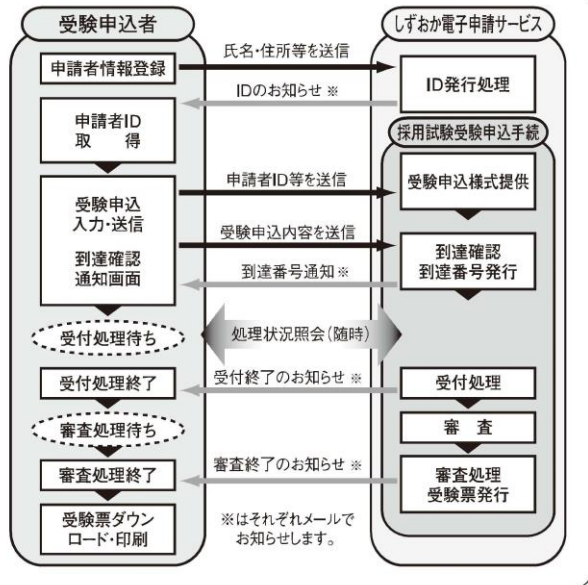 受験申込者
しずおか電子申請サービス
申請者情報登録
氏名・住所等を送信
ID発行処理
IDのお知らせ ※
申請者ID
取　得
採用試験受験申込手続
受験申込
入力・送信
到達確認
通知画面
申請者ID等を送信
受験申込様式提供
受験申込内容を送信
到達確認
到達番号発行
到達番号通知 ※
受付処理待ち
処理状況照会(随時)
受付処理終了
受付終了のお知らせ ※
受付処理
審査処理待ち
審　査
審査処理終了
審査終了のお知らせ ※
審査処理
受験票発行
受験票ダウン
ロード・印刷
※はそれぞれメールで
お知らせします。